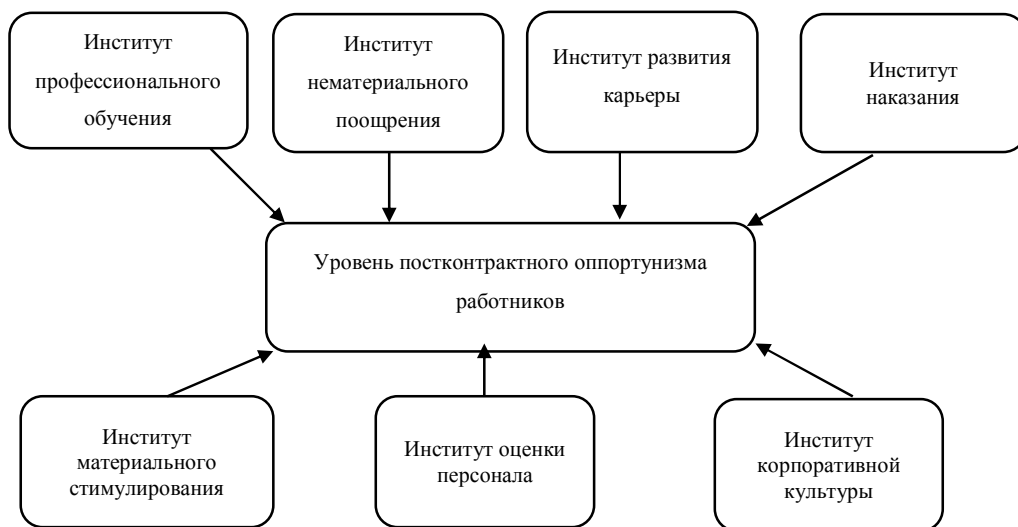 Институт
профессионального
обучения
Институт
нематериального
поощрения
Институт развития
карьеры
Институт
наказания
Уровень постконтрактного оппортунизма
работников
Институт
материального
стимулирования
Институт оценки
персонала
Институт
корпоративной
культуры